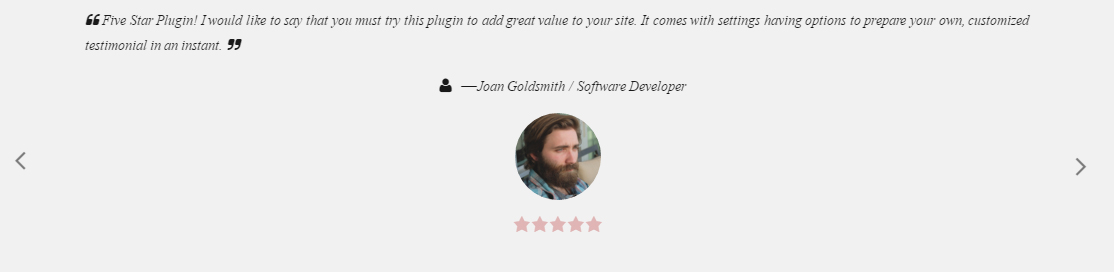 ❝ Five Star Plugin! I would like to say that you must try this plugin to add great value to your site. It comes with settings having options to prepare your own, customized
testimonial in an instant. ❞
—Joan Goldsmith / Software Developer